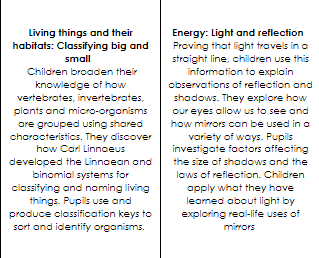 Living things and their
habitats: Classifying big and
small
Children broaden their
knowledge of how
vertebrates, invertebrates,
plants and micro-organisms
are grouped using shared
characteristics. They discover
how Carl Linnaeus
developed the Linnaean and
binomial systems for
classifying and naming living
things. Pupils use and
produce classification keys to
sort and identify organisms.
Energy: Light and reflection
Proving that light travels in a
straight line, children use this
information to explain
observations of reflection and
shadows. They explore how
our eyes allow us to see and
how mirrors can be used in a
variety of ways. Pupils
investigate factors affecting
the size of shadows and the
laws of reflection. Children
apply what they have
learned about light by
exploring real-life uses of
mirrors